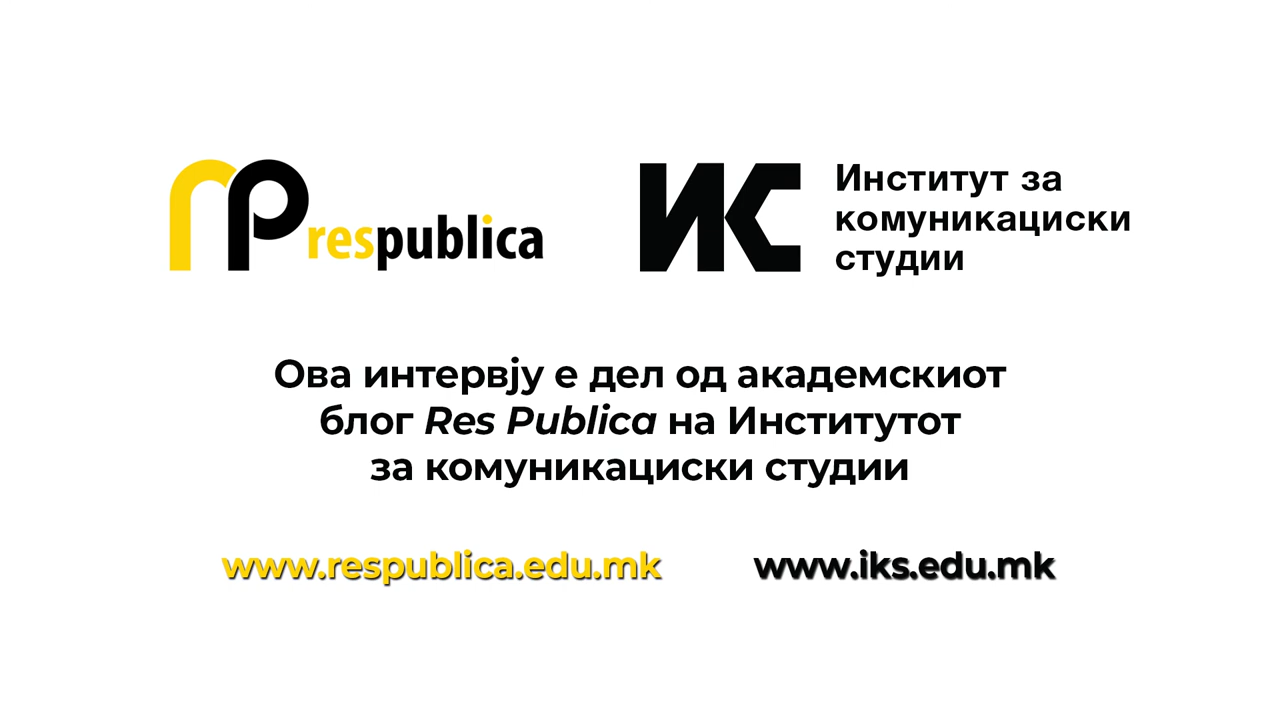 respublica
ИКС
Институт за
комуникациски
студии
Ова интервју е дел од академскиот
блог Res Publica на Институтот
за комуникациски студии
www.respublica.edu.mk
www.iks.edu.mk